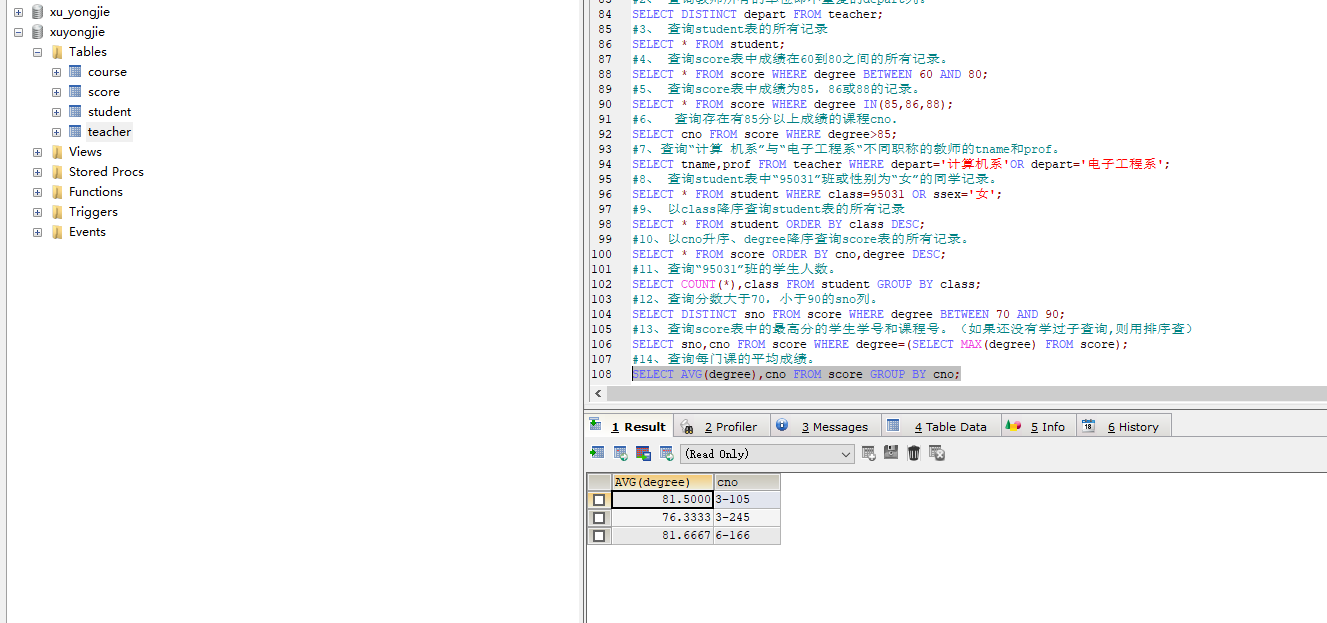 xu_yongjie
xuyongjie
Tables
course
score
student
teacher
Views
Stored Procs
Functions
Triggers
Events
84 SELECT DISTINCT depart FROM teacher;
85 #3、 查询student表的所有记录
86 SELECT * FROM student;
87 #4、 查询score表中成绩在60到80之间的所有记录。
88 SELECT * FROM score WHERE degree BETWEEN 60 AND 80;
89 #5、 查询score表中成绩为85，86或88的记录。
90 SELECT * FROM score WHERE degree IN(85,86,88);
91 #6、  查询存在有85分以上成绩的课程cno.
92 SELECT cno FROM score WHERE degree>85;
93 #7、查询“计算 机系”与“电子工程系“不同职称的教师的tname和prof。
94 SELECT tname,prof FROM teacher WHERE depart='计算机系'OR depart='电子工程系';
95 #8、 查询student表中“95031”班或性别为“女”的同学记录。
96 SELECT * FROM student WHERE class=95031 OR ssex='女';
97 #9、 以class降序查询student表的所有记录
98 SELECT * FROM student ORDER BY class DESC;
99 #10、以cno升序、degree降序查询score表的所有记录。
100 SELECT * FROM score ORDER BY cno,degree DESC;
101 #11、查询“95031”班的学生人数。
102 SELECT COUNT(*),class FROM student GROUP BY class;
103 #12、查询分数大于70，小于90的sno列。
104 SELECT DISTINCT sno FROM score WHERE degree BETWEEN 70 AND 90;
105 #13、查询score表中的最高分的学生学号和课程号。（如果还没有学过子查询,则用排序查）
106 SELECT sno,cno FROM score WHERE degree=(SELECT MAX(degree) FROM score);
107 #14、查询每门课的平均成绩。
108 SELECT AVG(degree),cno FROM score GROUP BY cno;
1 Result 2 Profiler 3 Messages 4 Table Data 5 Info 18 6 History
(Read Only)
AVG(degree) cno
81.5000 3-105
76.3333 3-245
81.6667 6-166